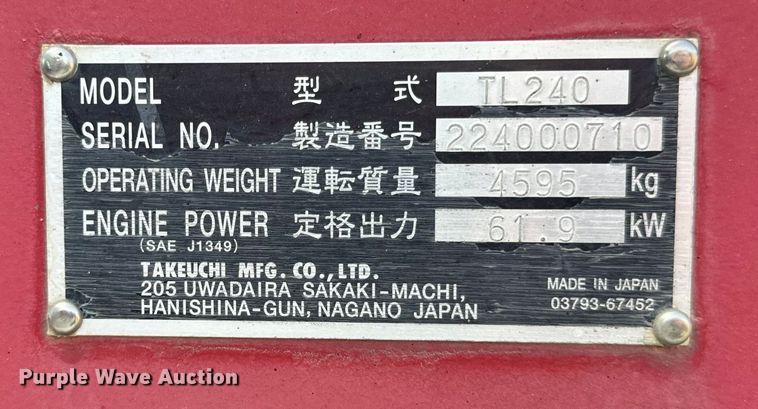 MODEL 型式 TL240
SERIAL NO. 製造番号 224000710
OPERATING WEIGHT 運転質量 4595 kg
ENGINE POWER 定格出力 61.9 kW
(SAE J1349)
TAKEUCHI MFG. CO., LTD.
205 UWADAIRA SAKAKI-MACHI,
HANISHINA-GUN, NAGANO JAPAN
MADE IN JAPAN
03793-67452
Purple Wave Auction